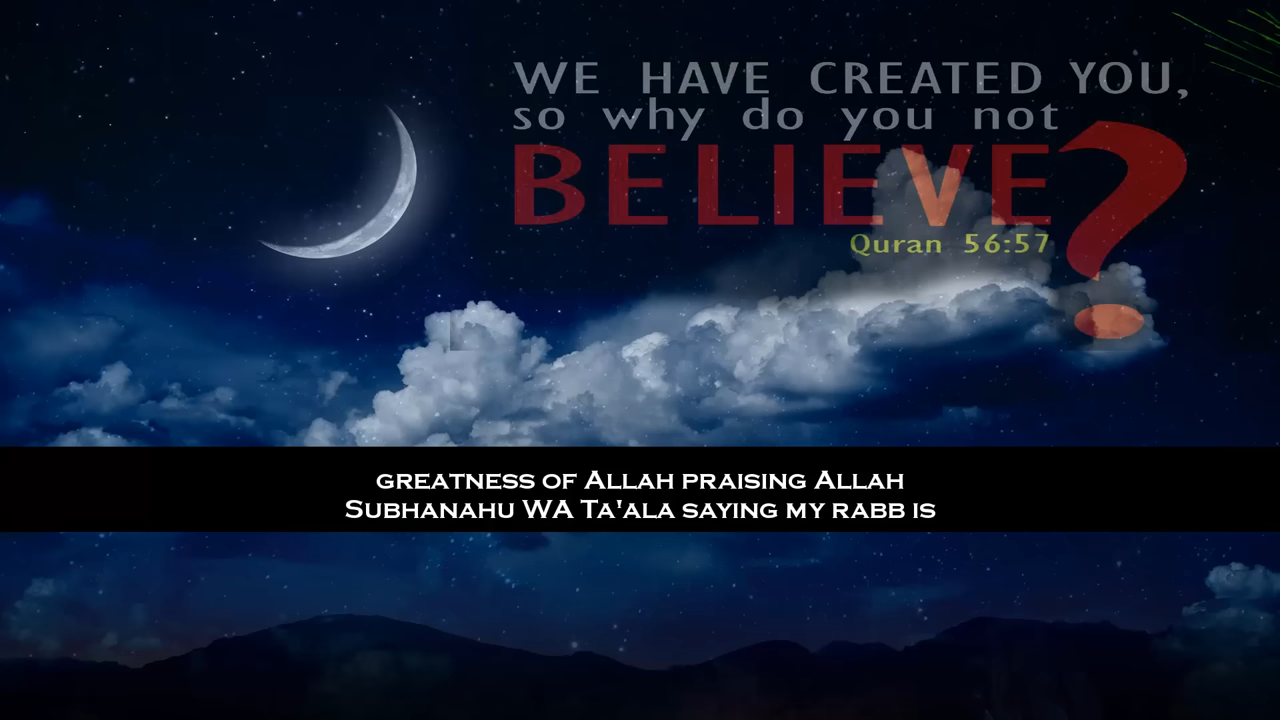 WE HAVE CREATED YOU,
so why do you not
BELIEVE?
Quran 56:57
GREATNESS OF ALLAH PRAISING ALLAH
SUBHANAHU WA TA'ALA SAYING MY RABB IS